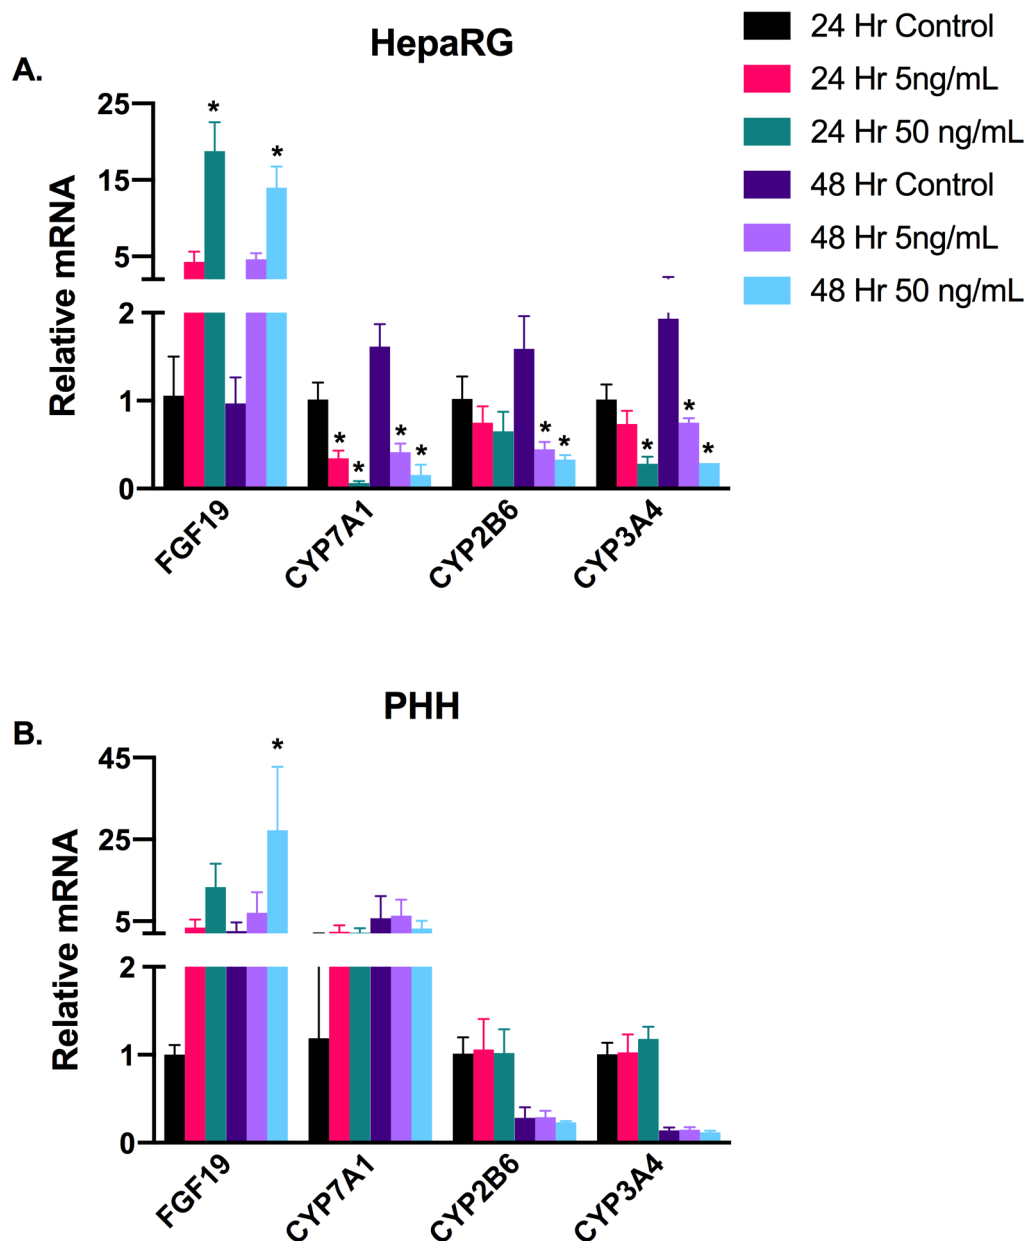 HepaRG
A.
24 Hr Control
24 Hr 5ng/mL
24 Hr 50 ng/mL
48 Hr Control
48 Hr 5ng/mL
48 Hr 50 ng/mL
Relative mRNA
25
15
5
2
1
0
* *
* * * * * * * * *
FGF19 CYP7A1 CYP2B6 CYP3A4
PHH
B.
Relative mRNA
45
25
5
2
1
0
*
FGF19 CYP7A1 CYP2B6 CYP3A4